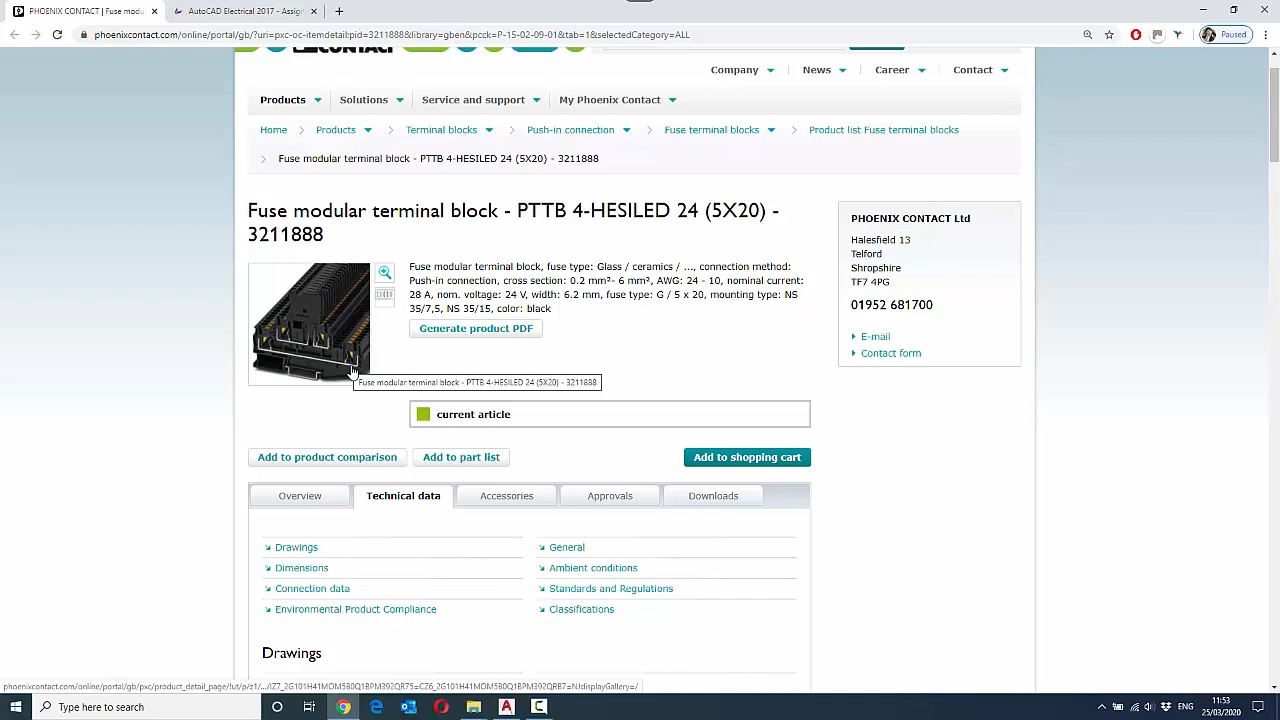 PHOENIX CONTACT | Fuse modu
AutoCAD Electrical 2017 - Assign
phoenixcontact.com/online/portal/gb/?uri=pxc-oc-itemdetail:pid=3211888&library=gben&pcck=P-15-02-09-01&tab=1&selectedCategory=ALL
Paused
CONTACT
Company
News
Career
Contact
Products
Solutions
Service and support
My Phoenix Contact
Home
Products
Terminal blocks
Push-in connection
Fuse terminal blocks
Product list Fuse terminal blocks
Fuse modular terminal block - PTTB 4-HESILED 24 (5X20) - 3211888
Fuse modular terminal block - PTTB 4-HESILED 24 (5X20) -
3211888
Fuse modular terminal block, fuse type: Glass / ceramics / ..., connection method:
Push-in connection, cross section: 0.2 mm²- 6 mm², AWG: 24 - 10, nominal current:
28 A, nom. voltage: 24 V, width: 6.2 mm, fuse type: G / 5 x 20, mounting type: NS
35/7,5, NS 35/15, color: black
Generate product PDF
PHOENIX CONTACT Ltd
Halesfield 13
Telford
Shropshire
TF7 4PG
01952 681700
E-mail
Contact form
Fuse modular terminal block - PTTB 4-HESILED 24 (5X20) - 3211888
current article
Add to product comparison
Add to part list
Add to shopping cart
Overview
Technical data
Accessories
Approvals
Downloads
Drawings
General
Dimensions
Ambient conditions
Connection data
Standards and Regulations
Environmental Product Compliance
Classifications
Drawings
Type here to search
ENG
11:53
25/03/2020